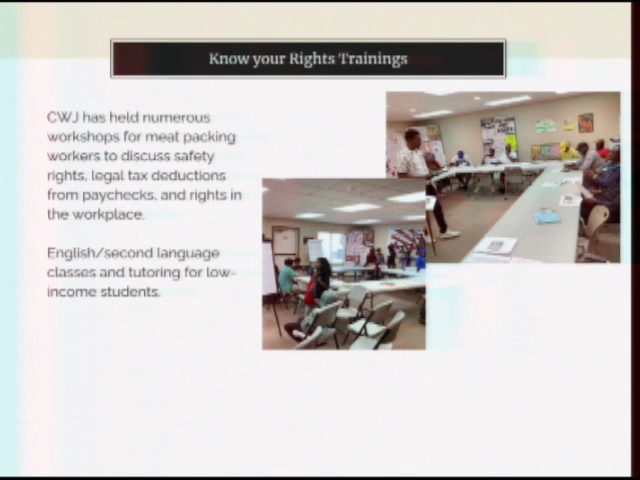 Know your Rights Trainings
CWJ has held numerous
workshops for meat packing
workers to discuss safety
rights, legal tax deductions
from paychecks, and rights in
the workplace.
English/second language
classes and tutoring for low-
income students.